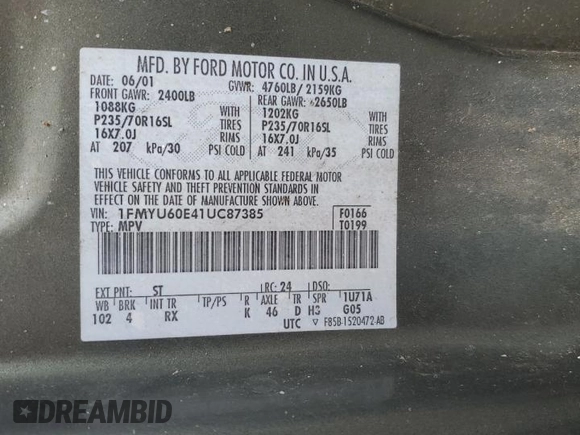 MFD. BY FORD MOTOR CO. IN U.S.A.
DATE: 06/01 GVWR: 4760LB/ 2159KG
FRONT GAWR: 2400LB REAR GAWR: 2650LB
1088KG WITH 1202KG WITH
P235/70R16SL TIRES P235/70R16SL TIRES
16X7.0J RIMS 16X7.0J RIMS
AT 207 kPa/30 PSI COLD AT 241 kPa/35 PSI COLD
THIS VEHICLE CONFORMS TO ALL APPLICABLE FEDERAL MOTOR
VEHICLE SAFETY AND THEFT PREVENTION STANDARDS IN
EFFECT ON THE DATE OF MANUFACTURE SHOWN ABOVE.
VIN: 1FMYU60E41UC87385 F0166
TYPE: MPV T0199
EXT PNT: ST RC: 24 DSO:
WB BRK INT TR TP/PS R AXLE TR SPR 1U71A
102 4 RX K 46 D H3 G05
UTC ▽ F85B-1520472-AB
DREAMBID